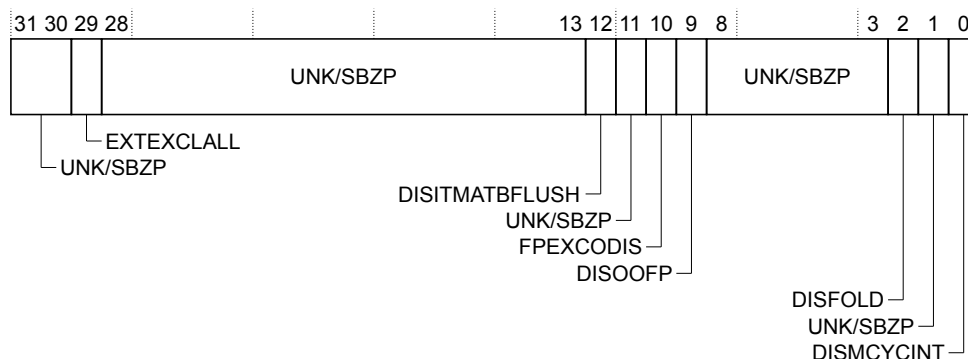 31 30 29 28 13 12 11 10 9 8 3 2 1 0
UNK/SBZP UNK/SBZP
EXTEXCLALL
UNK/SBZP
DISITMATBFLUSH
UNK/SBZP
FPEXCODIS
DISOOFP
DISFOLD
UNK/SBZP
DISMCYCINT